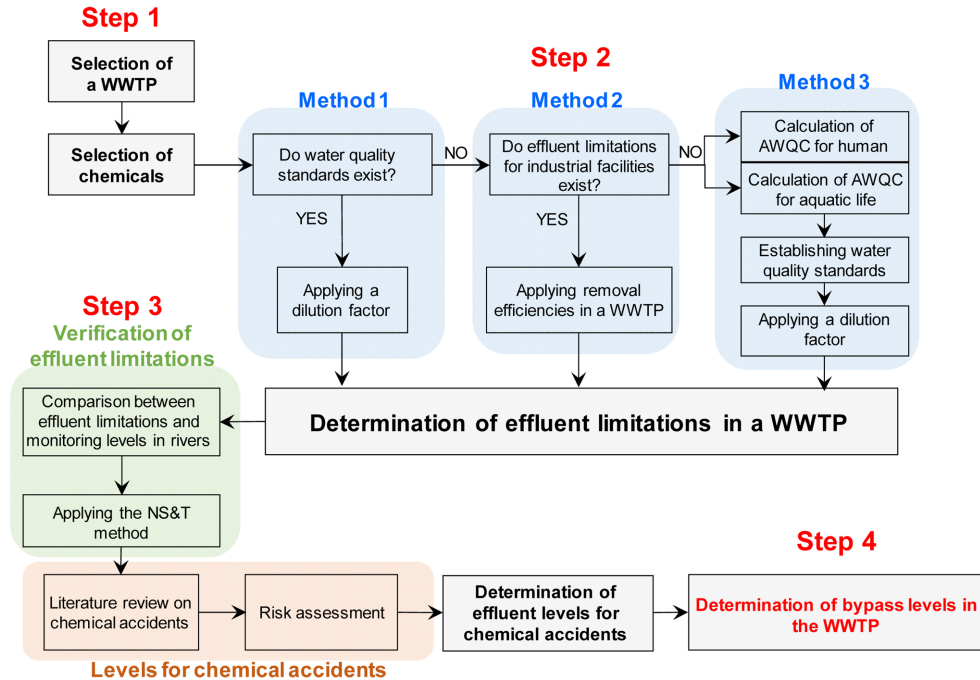 Step 1
Selection of
a WWTP
Selection of
chemicals
Step 2
Method 1
Do water quality
standards exist?
NO
YES
Applying a
dilution factor
Method 2
Do effluent limitations
for industrial facilities
exist?
NO
YES
Applying removal
efficiencies in a WWTP
Method 3
Calculation of
AWQC for human
Calculation of AWQC
for aquatic life
Establishing water
quality standards
Applying a dilution
factor
Determination of effluent limitations in a WWTP
Step 3
Verification of
effluent limitations
Comparison between
effluent limitations and
monitoring levels in rivers
Applying the NS&T
method
Literature review on
chemical accidents
Risk assessment
Levels for chemical accidents
Determination of
effluent levels for
chemical accidents
Step 4
Determination of bypass levels in
the WWTP